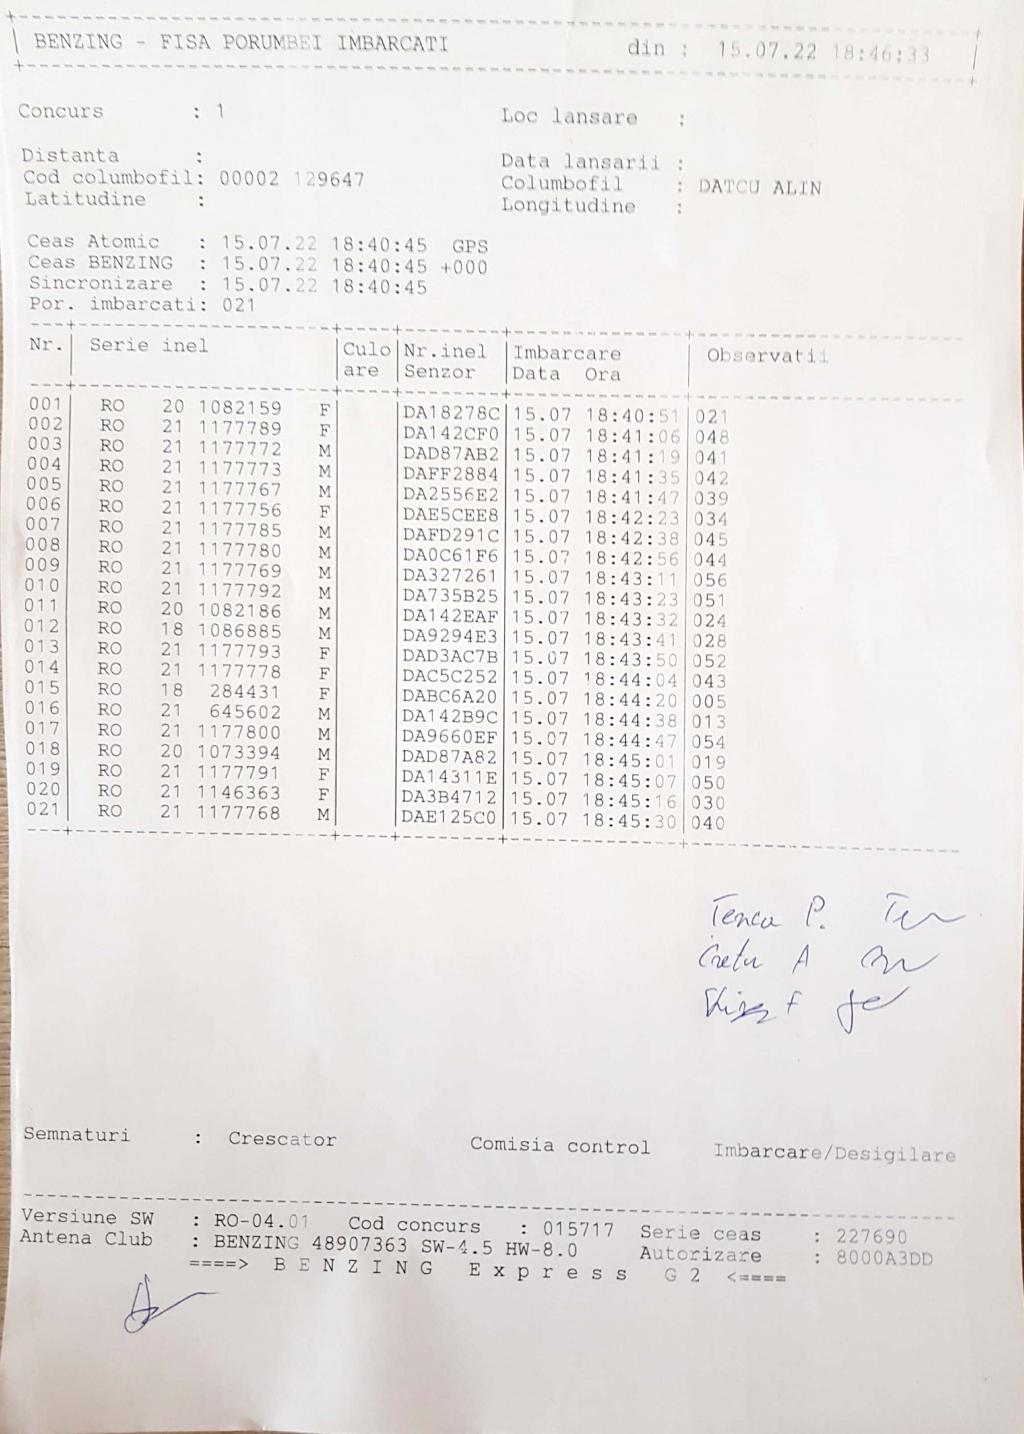 BENZING - FISA PORUMBEI IMBARCATI din : 15.07.22 18:46:33
Concurs : 1 Loc lansare :
Distanta : Data lansarii :
Cod columbofil: 00002 129647 Columbofil : DATCU ALIN
Latitudine : Longitudine :
Ceas Atomic : 15.07.22 18:40:45 GPS
Ceas BENZING : 15.07.22 18:40:45 +000
Sincronizare : 15.07.22 18:40:45
Por. imbarcati: 021
Nr. Serie inel Culo Nr.inel Imbarcare Observatii
are Senzor Data Ora
001 RO 20 1082159 F DA18278C 15.07 18:40:51 021
002 RO 21 1177789 F DA142CF0 15.07 18:41:06 048
003 RO 21 1177772 M DAD87AB2 15.07 18:41:19 041
004 RO 21 1177773 M DAFF2884 15.07 18:41:35 042
005 RO 21 1177767 M DA2556E2 15.07 18:41:47 039
006 RO 21 1177756 F DAE5CEE8 15.07 18:42:23 034
007 RO 21 1177785 M DAFD291C 15.07 18:42:38 045
008 RO 21 1177780 M DA0C61F6 15.07 18:42:56 044
009 RO 21 1177769 M DA327261 15.07 18:43:11 056
010 RO 21 1177792 M DA735B25 15.07 18:43:23 051
011 RO 20 1082186 M DA142EAF 15.07 18:43:32 024
012 RO 18 1086885 M DA9294E3 15.07 18:43:41 028
013 RO 21 1177793 F DAD3AC7B 15.07 18:43:50 052
014 RO 21 1177778 F DAC5C252 15.07 18:44:04 043
015 RO 18 284431 F DABC6A20 15.07 18:44:20 005
016 RO 21 645602 M DA142B9C 15.07 18:44:38 013
017 RO 21 1177800 M DA9660EF 15.07 18:44:47 054
018 RO 20 1073394 M DAD87A82 15.07 18:45:01 019
019 RO 21 1177791 F DA14311E 15.07 18:45:07 050
020 RO 21 1146363 F DA3B4712 15.07 18:45:16 030
021 RO 21 1177768 M DAE125C0 15.07 18:45:30 040
Tencu P.
Cretu A
F
Semnaturi : Crescator Comisia control Imbarcare/Desigilare
Versiune SW : RO-04.01 Cod concurs : 015717 Serie ceas : 227690
Antena Club : BENZING 48907363 SW-4.5 HW-8.0 Autorizare : 8000A3DD
====> B E N Z I N G E x p r e s s G 2 <====